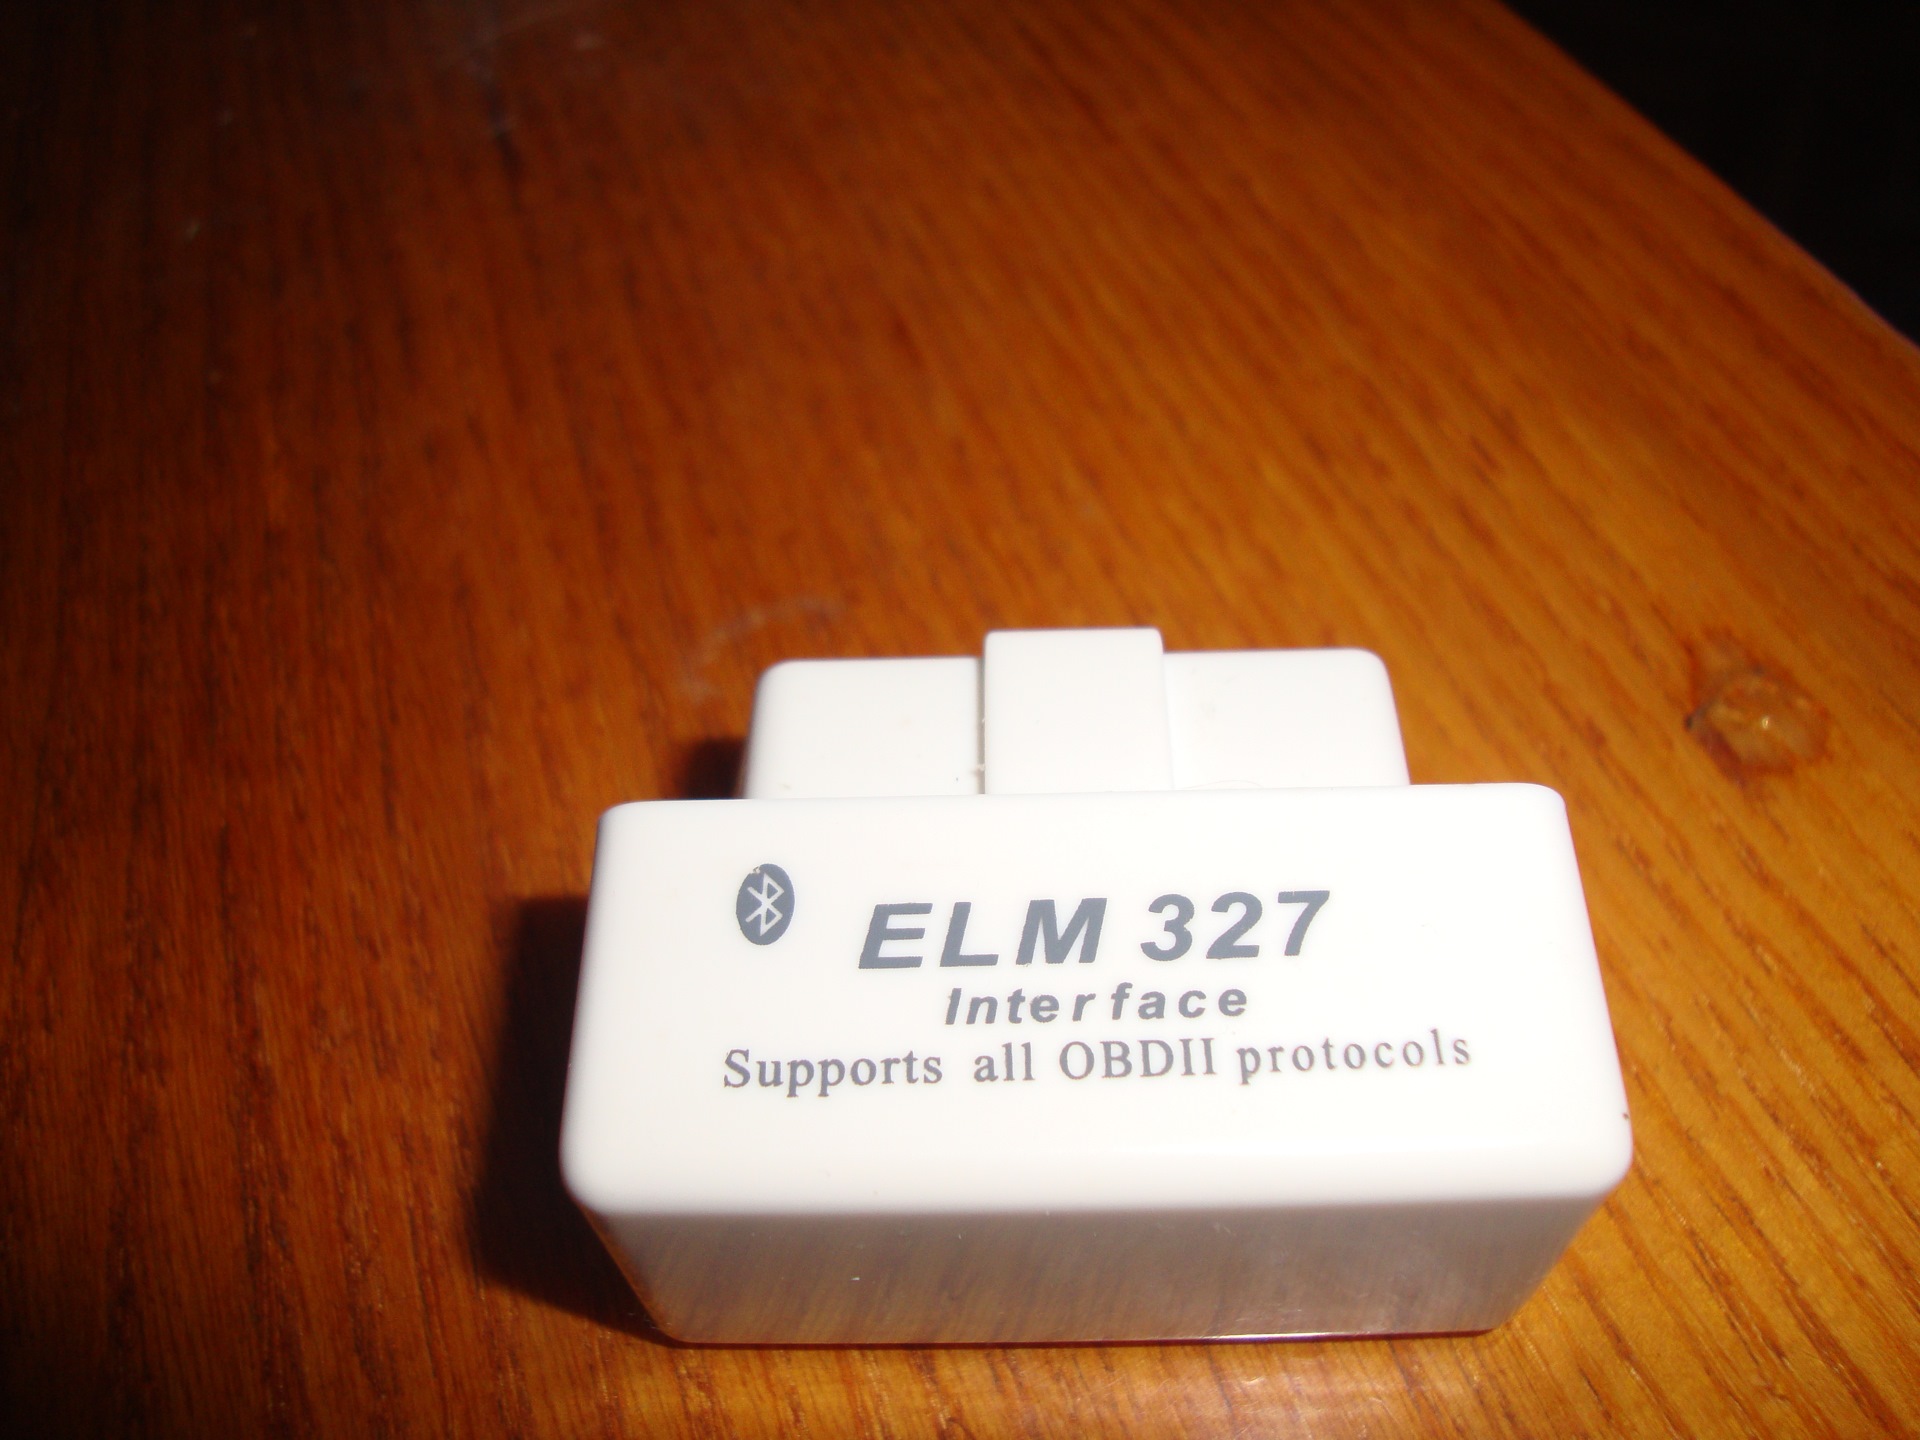 ELM 327
Interface
Supports all OBDII protocols